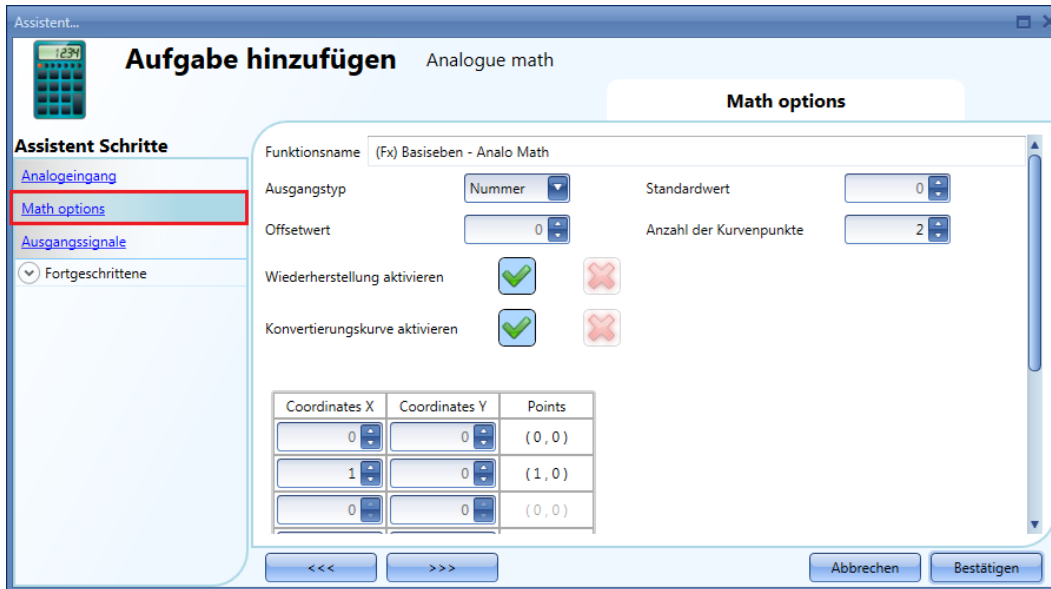 Assistent...
1234
Aufgabe hinzufügen Analogue math
Math options
Assistent Schritte
Analogeingang
Math options
Ausgangssignale
Fortgeschrittene
Funktionsname (Fx) Basiseben - Analo Math
Ausgangstyp Nummer Standardwert 0
Offsetwert 0 Anzahl der Kurvenpunkte 2
Wiederherstellung aktivieren
Konvertierungskurve aktivieren
Coordinates X Coordinates Y Points
0 0 (0,0)
1 0 (1,0)
0 0 (0,0)
<<< >>> Abbrechen Bestätigen